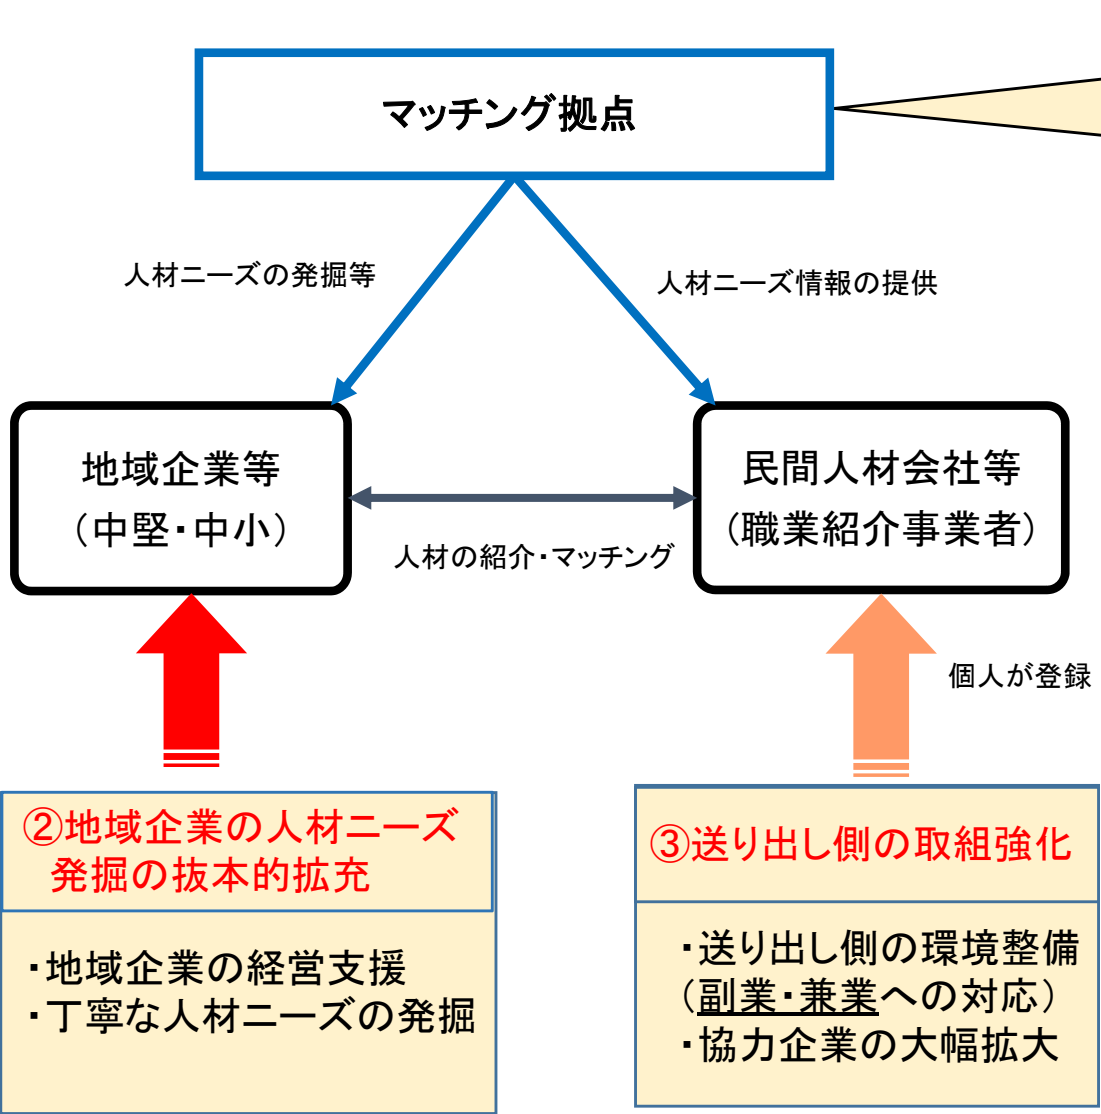 マッチング拠点
人材ニーズの発掘等
人材ニーズ情報の提供
地域企業等
（中堅・中小）
民間人材会社等
（職業紹介事業者）
人材の紹介・マッチング
個人が登録
②地域企業の人材ニーズ
発掘の抜本的拡充
・地域企業の経営支援
・丁寧な人材ニーズの発掘
③送り出し側の取組強化
・送り出し側の環境整備
（副業・兼業への対応）
・協力企業の大幅拡大